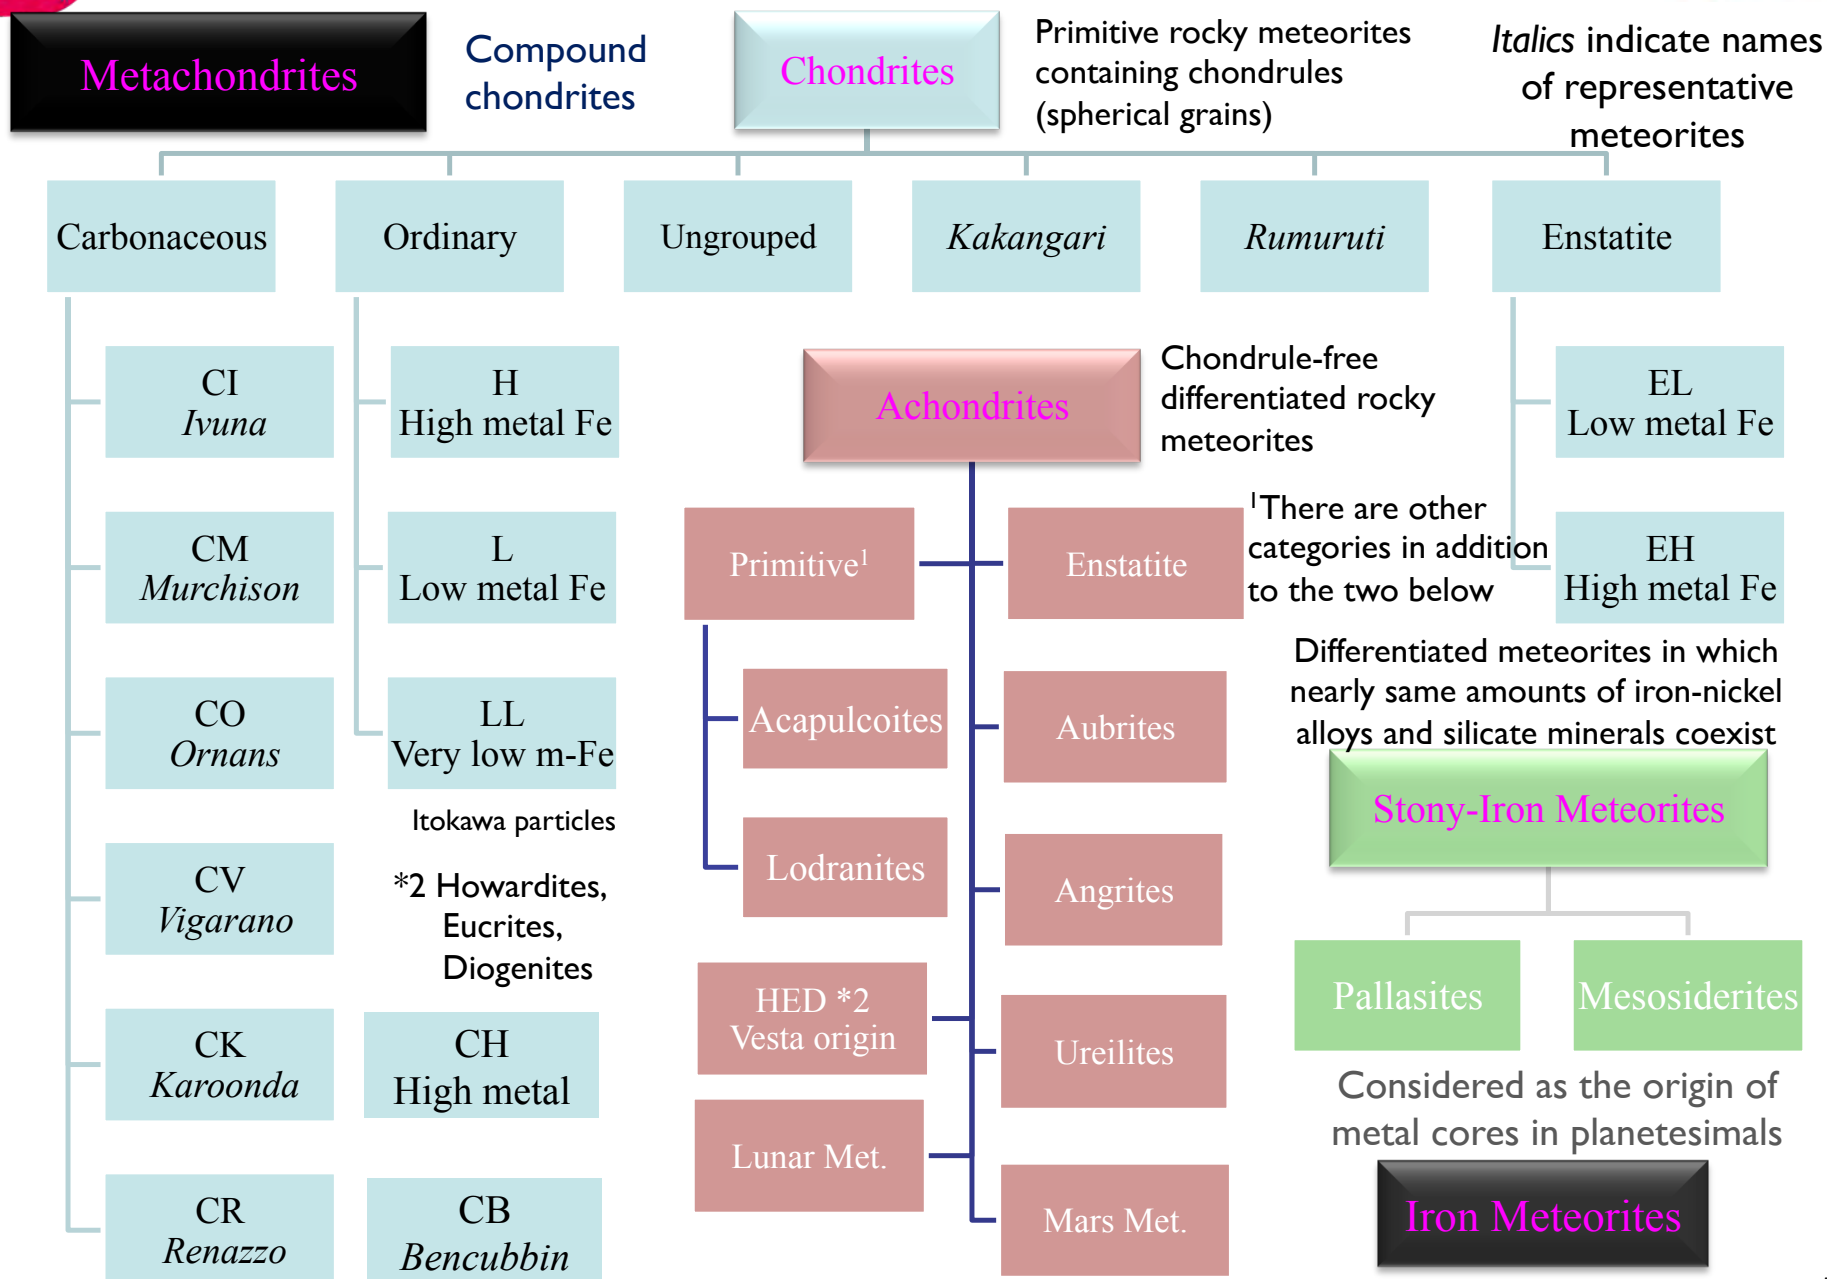 Metachondrites
Compound
chondrites
Chondrites
Primitive rocky meteorites
containing chondrules
(spherical grains)
Italics indicate names
of representative
meteorites
Carbonaceous
Ordinary
Ungrouped
Kakangari
Rumuruti
Enstatite
CI
Ivuna
CM
Murchison
CO
Ornans
CV
Vigarano
CK
Karoonda
CR
Renazzo
H
High metal Fe
L
Low metal Fe
LL
Very low m-Fe
Itokawa particles
*2 Howardites,
Eucrites,
Diogenites
CH
High metal
CB
Bencubbin
Achondrites
Chondrule-free
differentiated rocky
meteorites
Primitive1
Acapulcoites
Lodranites
HED *2
Vesta origin
Lunar Met.
Enstatite
Aubrites
Angrites
Ureilites
Mars Met.
1There are other
categories in addition
to the two below
EL
Low metal Fe
EH
High metal Fe
Differentiated meteorites in which
nearly same amounts of iron-nickel
alloys and silicate minerals coexist
Stony-Iron Meteorites
Pallasites
Mesosiderites
Considered as the origin of
metal cores in planetesimals
Iron Meteorites